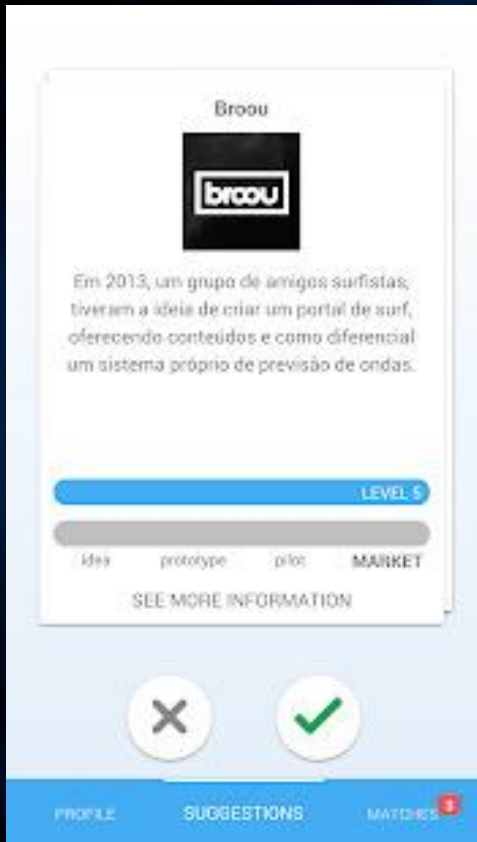 Broou
broou
Em 2013, um grupo de amigos surfistas,
tiveram a ideia de criar um portal de surf,
oferecendo conteúdos e como diferencial
um sistema próprio de previsão de ondas.
LEVEL 5
idea prototype pilot MARKET
SEE MORE INFORMATION
PROFILE SUGGESTIONS MATCHES 3